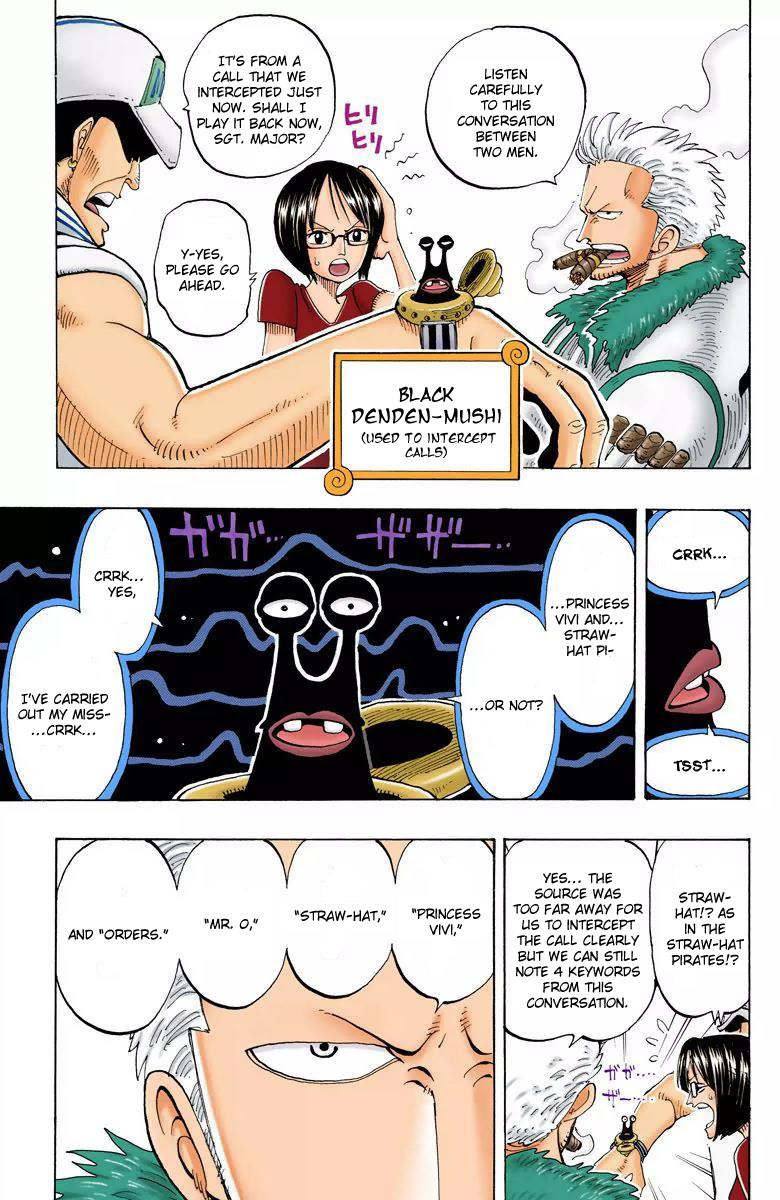 LISTEN
CAREFULLY
TO THIS
CONVERSATION
BETWEEN
TWO MEN.
IT'S FROM A
CALL THAT WE
INTERCEPTED JUST
NOW. SHALL I
PLAY IT BACK NOW,
SGT. MAJOR?
ヒリ
ヒリ
Y-YES,
PLEASE GO
AHEAD.
BLACK
DENDEN-MUSHI
(USED TO INTERCEPT
CALLS)
CRRK...
TSST...
ザザー...
ガガ...
...PRINCESS
VIVI AND...
STRAW-
HAT PI-
...OR NOT?
CRRK...
YES,
I'VE CARRIED
OUT MY MISS-
...CRRK...
STRAW-
HAT!? AS
IN THE
STRAW-HAT
PIRATES!?
YES... THE
SOURCE WAS
TOO FAR AWAY FOR
US TO INTERCEPT
THE CALL CLEARLY
BUT WE CAN STILL
NOTE 4 KEYWORDS
FROM THIS
CONVERSATION.
ガガ....
ザー....
"PRINCESS
VIVI,"
"STRAW-HAT,"
"MR. 0,"
AND "ORDERS."